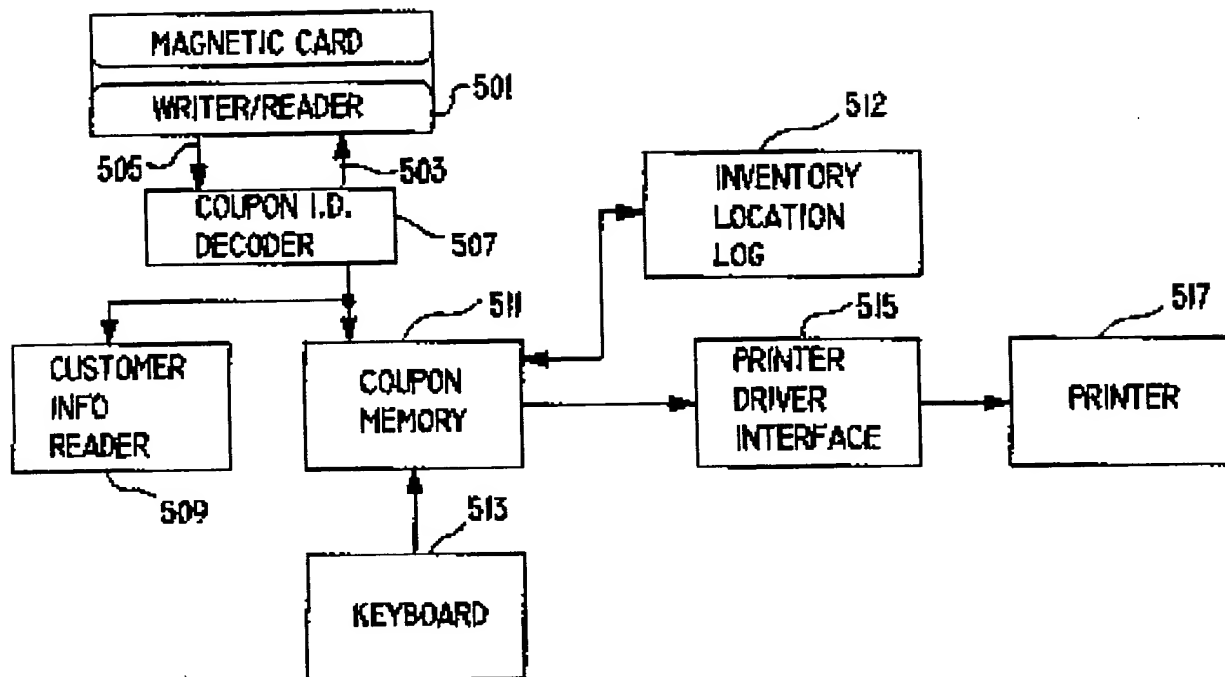 MAGNETIC CARD
WRITER/READER
501
505
503
COUPON I.D.
DECODER
507
512
INVENTORY
LOCATION
LOG
511
515
517
CUSTOMER
INFO
READER
COUPON
MEMORY
PRINTER
DRIVER
INTERFACE
PRINTER
509
513
KEYBOARD